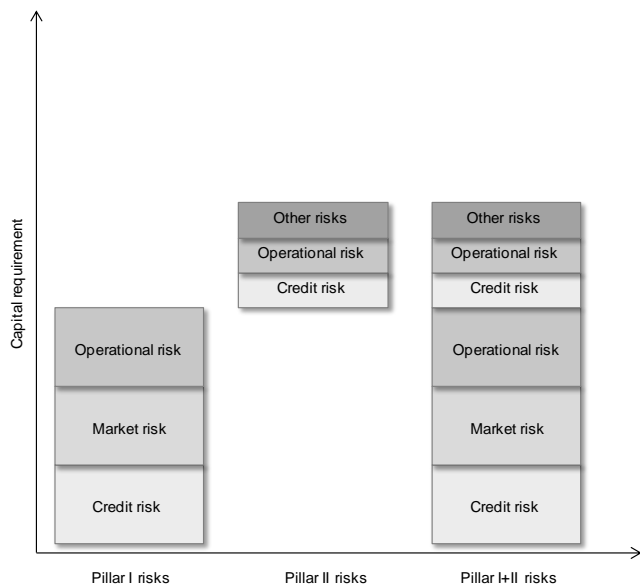 Capital requirement
Operational risk
Market risk
Credit risk
Other risks
Operational risk
Credit risk
Other risks
Operational risk
Credit risk
Operational risk
Market risk
Credit risk
Pillar I risks
Pillar II risks
Pillar I+II risks